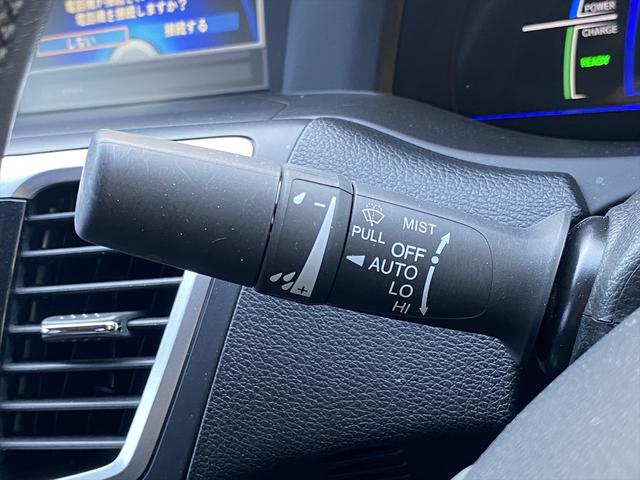 電話機を接続しますか?
しない
接続する
POWER
CHARGE
READY
MIST
PULL
OFF
AUTO
LO
HI
− 
+